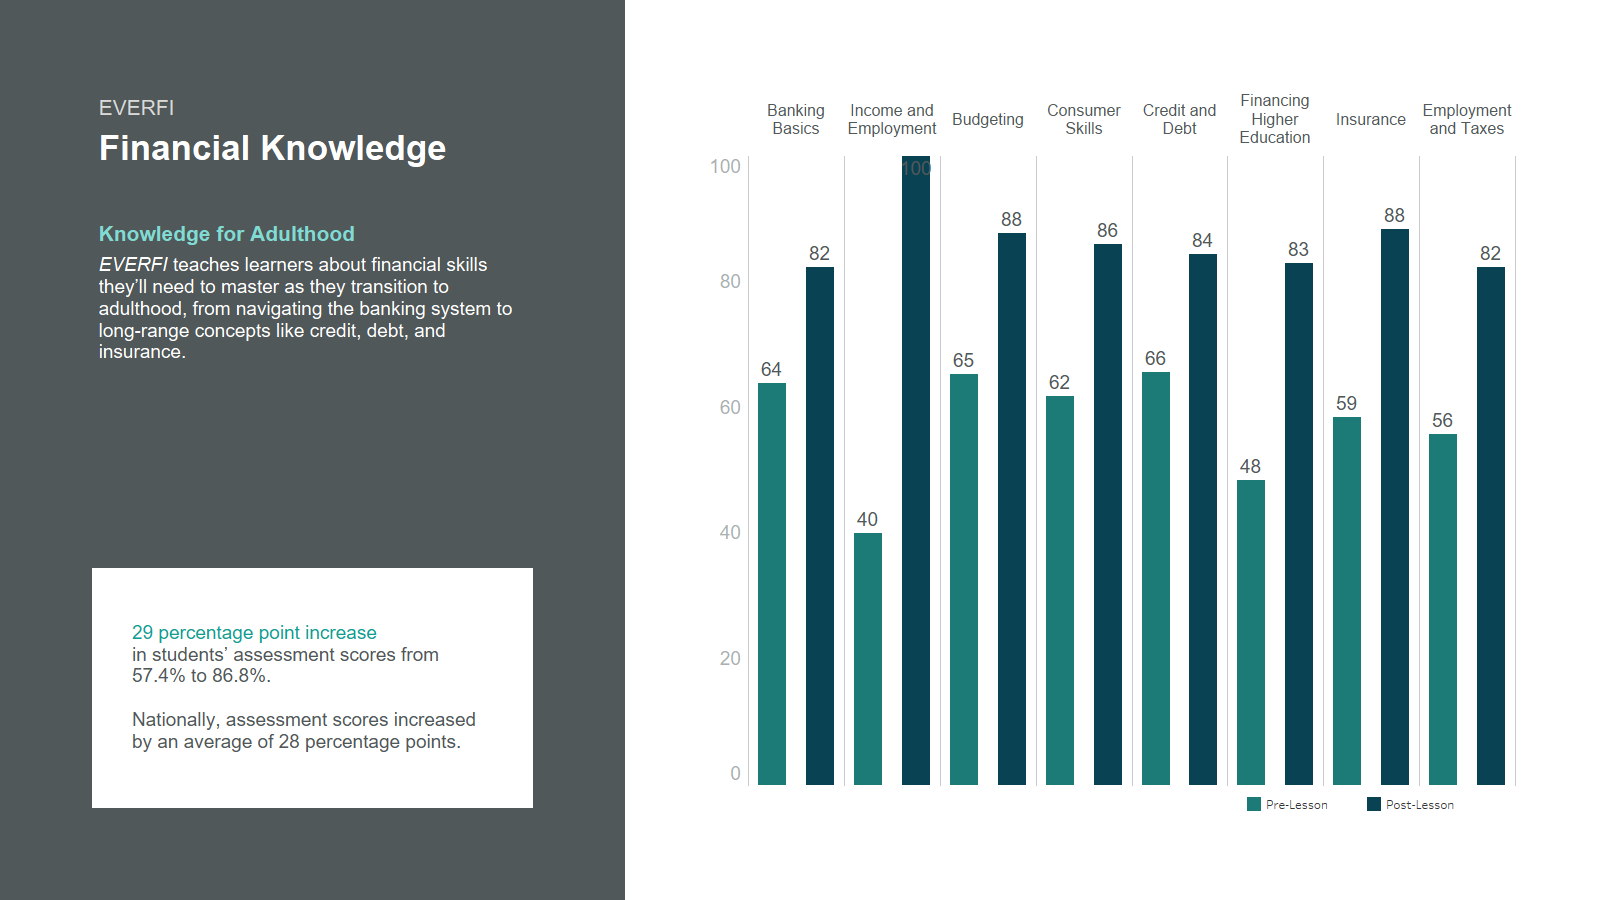 EVERFI
Financial Knowledge
Knowledge for Adulthood
EVERFI teaches learners about financial skills
they’ll need to master as they transition to
adulthood, from navigating the banking system to
long-range concepts like credit, debt, and
insurance.
29 percentage point increase
in students’ assessment scores from
57.4% to 86.8%.
Nationally, assessment scores increased
by an average of 28 percentage points.
Banking
Basics
Income and
Employment
Budgeting
Consumer
Skills
Credit and
Debt
Financing
Higher
Education
Insurance
Employment
and Taxes
100
80
60
40
20
0
64
82
40
100
65
88
62
86
66
84
48
83
59
88
56
82
Pre-Lesson
Post-Lesson